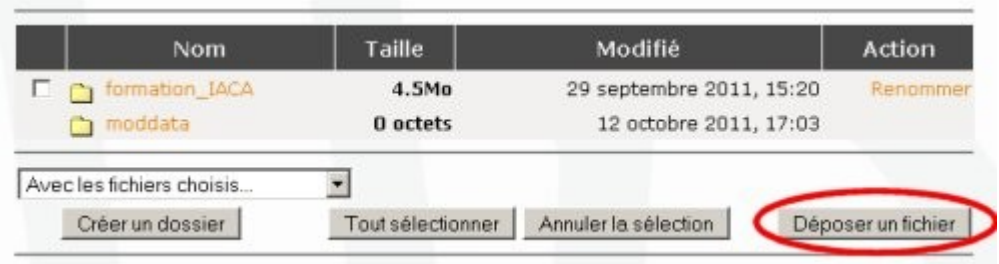 Nom Taille Modifié Action
formation_IACA 4.5Mo 29 septembre 2011, 15:20 Renommer
moddata 0 octets 12 octobre 2011, 17:03
Avec les fichiers choisis...
Créer un dossier Tout sélectionner Annuler la sélection Déposer un fichier